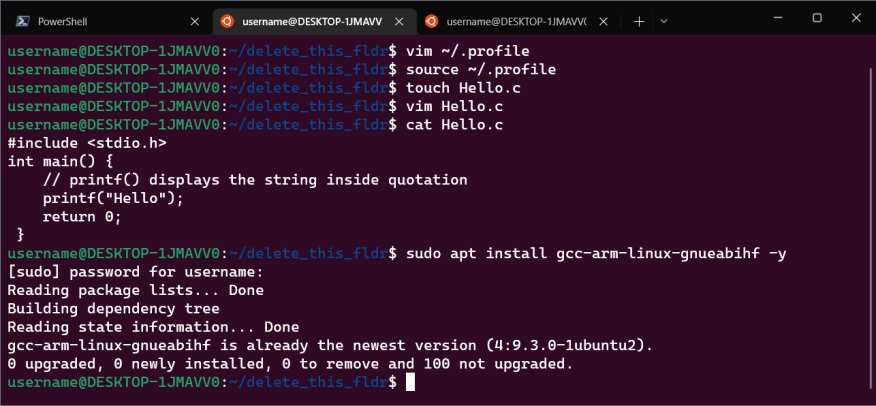 PowerShell
username@DESKTOP-1JMAVV
username@DESKTOP-1JMAVV0
username@DESKTOP-1JMAVV0:~/delete_this_fldr$ vim ~/.profile
username@DESKTOP-1JMAVV0:~/delete_this_fldr$ source ~/.profile
username@DESKTOP-1JMAVV0:~/delete_this_fldr$ touch Hello.c
username@DESKTOP-1JMAVV0:~/delete_this_fldr$ vim Hello.c
username@DESKTOP-1JMAVV0:~/delete_this_fldr$ cat Hello.c
#include <stdio.h>
int main() {
    // printf() displays the string inside quotation
    printf("Hello");
    return 0;
 }
username@DESKTOP-1JMAVV0:~/delete_this_fldr$ sudo apt install gcc-arm-linux-gnueabihf -y
[sudo] password for username:
Reading package lists... Done
Building dependency tree
Reading state information... Done
gcc-arm-linux-gnueabihf is already the newest version (4:9.3.0-1ubuntu2).
0 upgraded, 0 newly installed, 0 to remove and 100 not upgraded.
username@DESKTOP-1JMAVV0:~/delete_this_fldr$